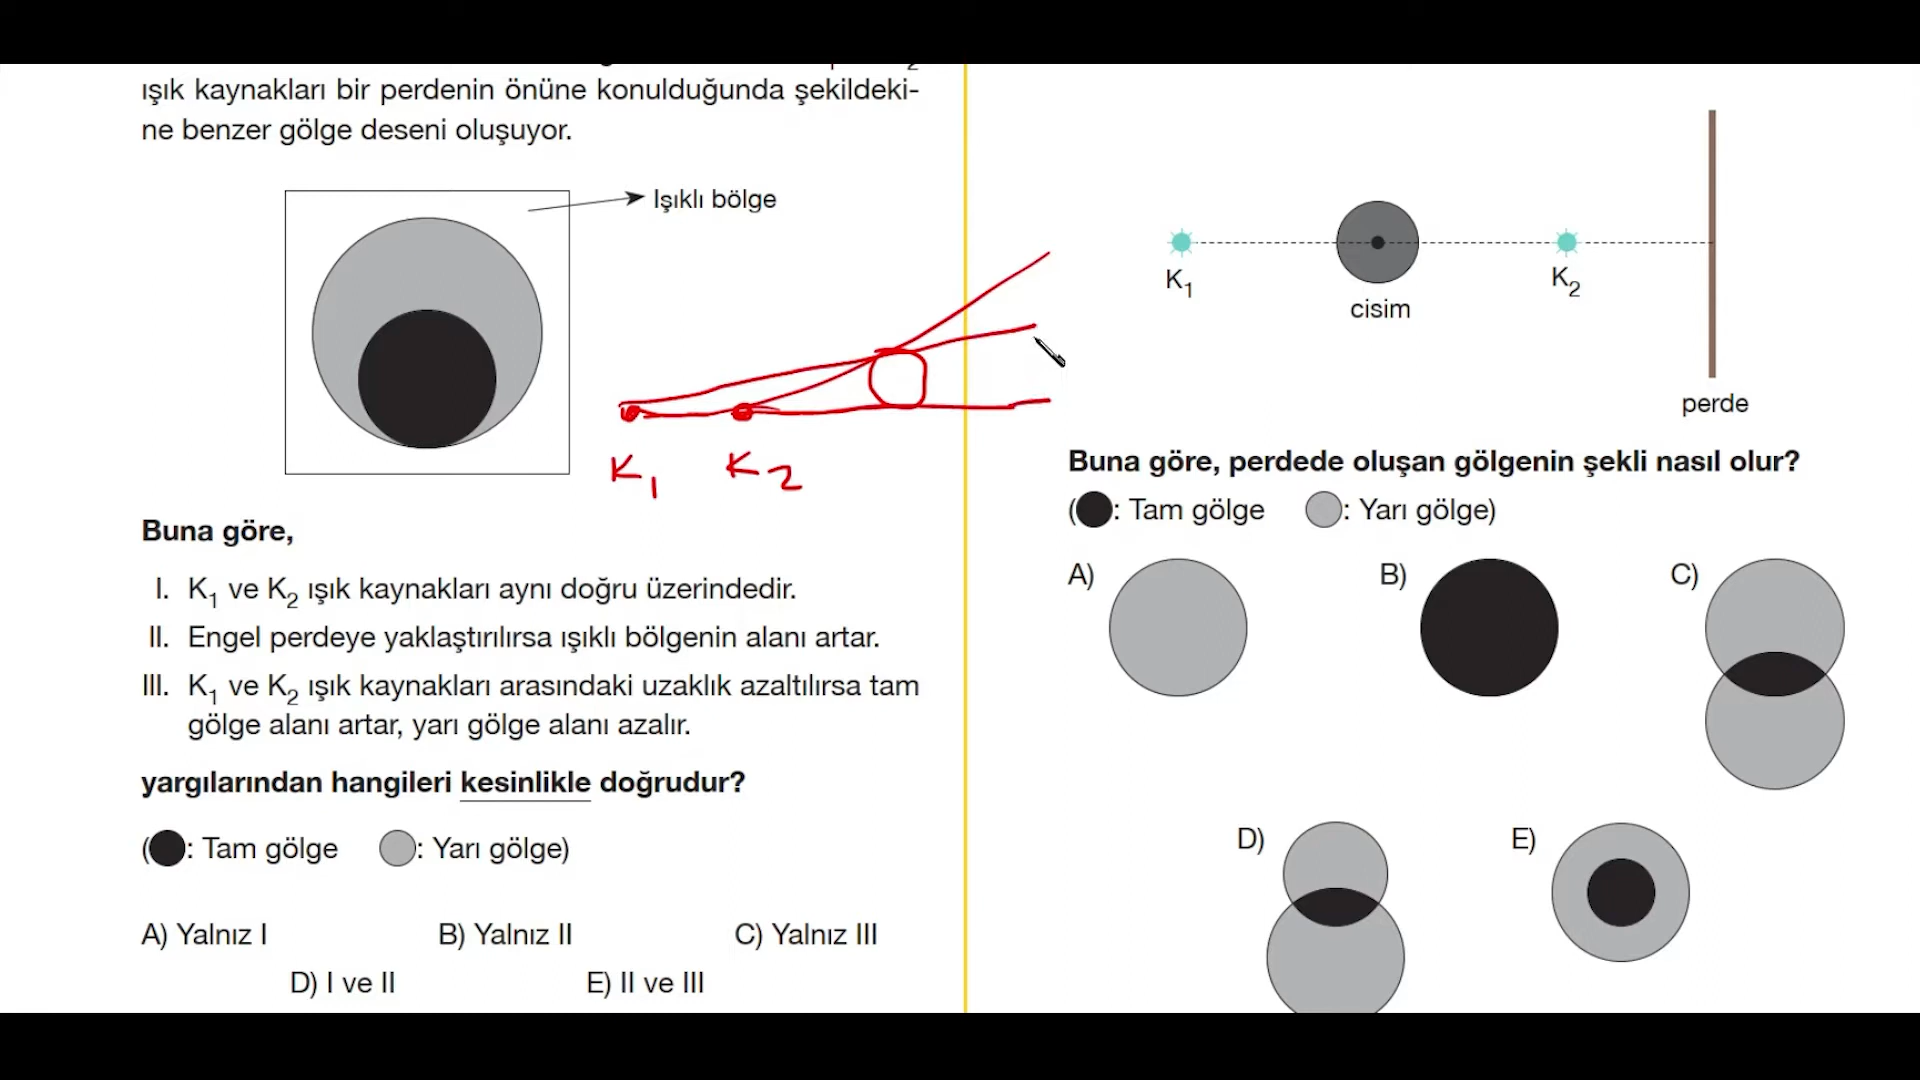 ışık kaynakları bir perdenin önüne konulduğunda şekildeki-
ne benzer gölge deseni oluşuyor.
Işıklı bölge
K1 K2
Buna göre,
I. K1 ve K2 ışık kaynakları aynı doğru üzerindedir.
II. Engel perdeye yaklaştırılırsa ışıklı bölgenin alanı artar.
III. K1 ve K2 ışık kaynakları arasındaki uzaklık azaltılırsa tam
gölge alanı artar, yarı gölge alanı azalır.
yargılarından hangileri kesinlikle doğrudur?
( : Tam gölge : Yarı gölge)
A) Yalnız I B) Yalnız II C) Yalnız III
D) I ve II E) II ve III
K1 K2
cisim
perde
Buna göre, perdede oluşan gölgenin şekli nasıl olur?
( : Tam gölge : Yarı gölge)
A) B) C)
D) E)